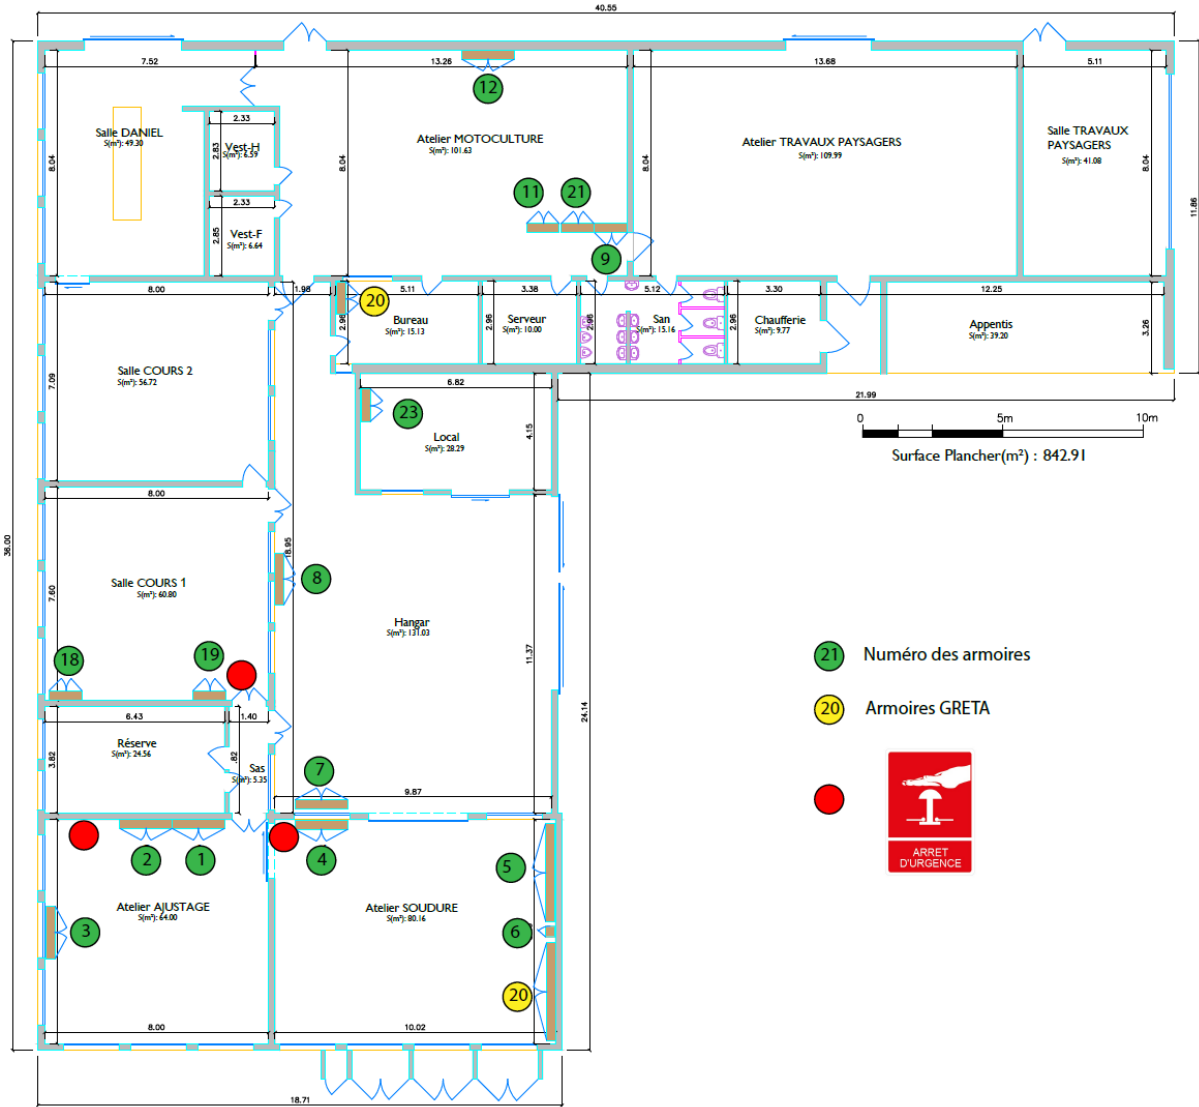 40.55
7.52
13.26
13.68
5.11
12
2.33
Salle DANIEL
S(m²): 49.30
Vest-H
S(m²): 6.59
2.83
Atelier MOTOCULTURE
S(m²): 101.63
Atelier TRAVAUX PAYSAGERS
S(m²): 109.99
Salle TRAVAUX
PAYSAGERS
S(m²): 41.08
8.04
8.04
8.04
8.04
11.86
2.33
11
21
Vest-F
S(m²): 6.64
2.85
9
8.00
1.98
5.11
3.38
5.12
3.30
12.25
20
Bureau
S(m²): 15.13
2.96
Serveur
S(m²): 10.00
2.96
San
S(m²): 15.16
2.96
Chaufferie
S(m²): 9.77
2.96
Appentis
S(m²): 39.20
3.26
Salle COURS 2
S(m²): 56.72
7.09
6.82
21.99
23
Local
S(m²): 28.29
4.15
0
5m
10m
Surface Plancher(m²) : 842.91
8.00
36.00
18.95
8
Salle COURS 1
S(m²): 60.80
7.60
Hangar
S(m²): 131.03
11.37
18
19
21
Numéro des armoires
20
Armoires GRETA
24.14
6.43
1.40
Réserve
S(m²): 24.56
3.82
.82
Sas
S(m²): 5.35
7
9.87
ARRET
D'URGENCE
2
1
4
5
Atelier AJUSTAGE
S(m²): 64.00
Atelier SOUDURE
S(m²): 80.16
3
6
20
8.00
10.02
18.71